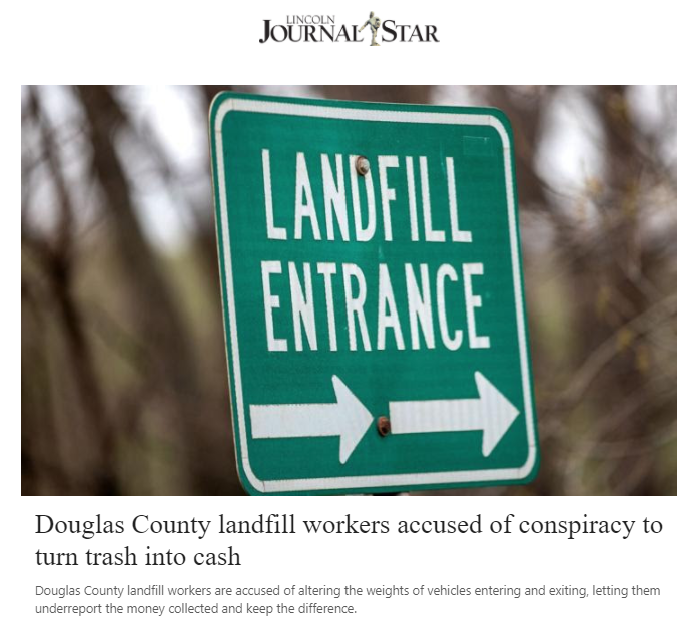 LINCOLN
JOURNAL STAR
LANDFILL
ENTRANCE
Douglas County landfill workers accused of conspiracy to
turn trash into cash
Douglas County landfill workers are accused of altering the weights of vehicles entering and exiting, letting them
underreport the money collected and keep the difference.